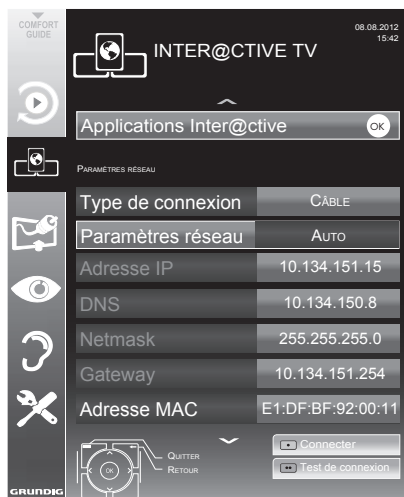 COMFORT
GUIDE
INTER@CTIVE TV
08.08.2012
15:42
Applications Inter@ctive
OK
PARAMÈTRES RÉSEAU
Type de connexion CÂBLE
Paramètres réseau AUTO
Adresse IP 10.134.151.15
DNS 10.134.150.8
Netmask 255.255.255.0
Gateway 10.134.151.254
Adresse MAC E1:DF:BF:92:00:11
QUITTER
RETOUR
OK
Connecter
Test de connexion
GRUNDIG